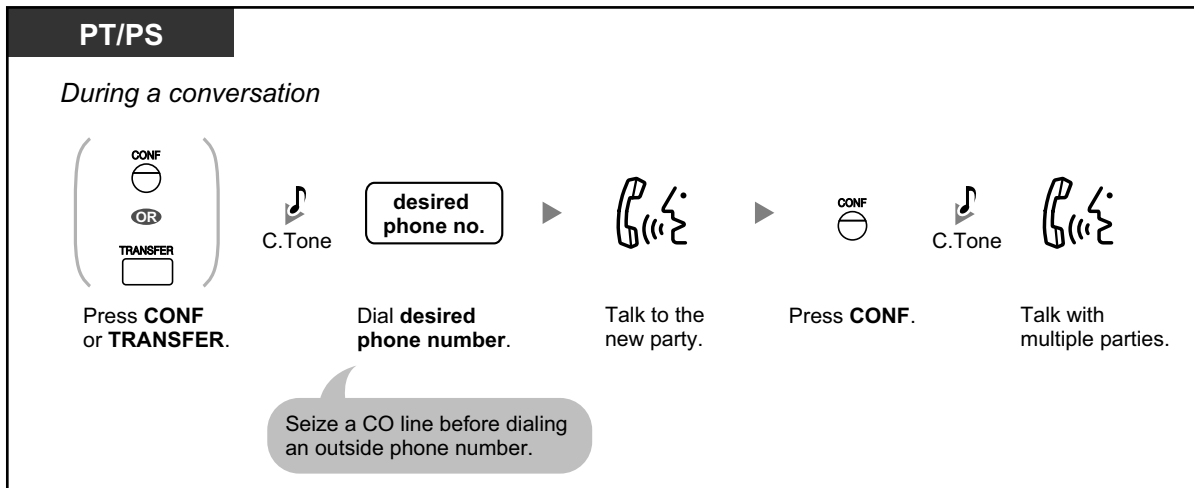 PT/PS
During a conversation
CONF
OR
TRANSFER
C.Tone
desired
phone no.
CONF
C.Tone
Press CONF
or TRANSFER.
Dial desired
phone number.
Talk to the
new party.
Press CONF.
Talk with
multiple parties.
Seize a CO line before dialing
an outside phone number.